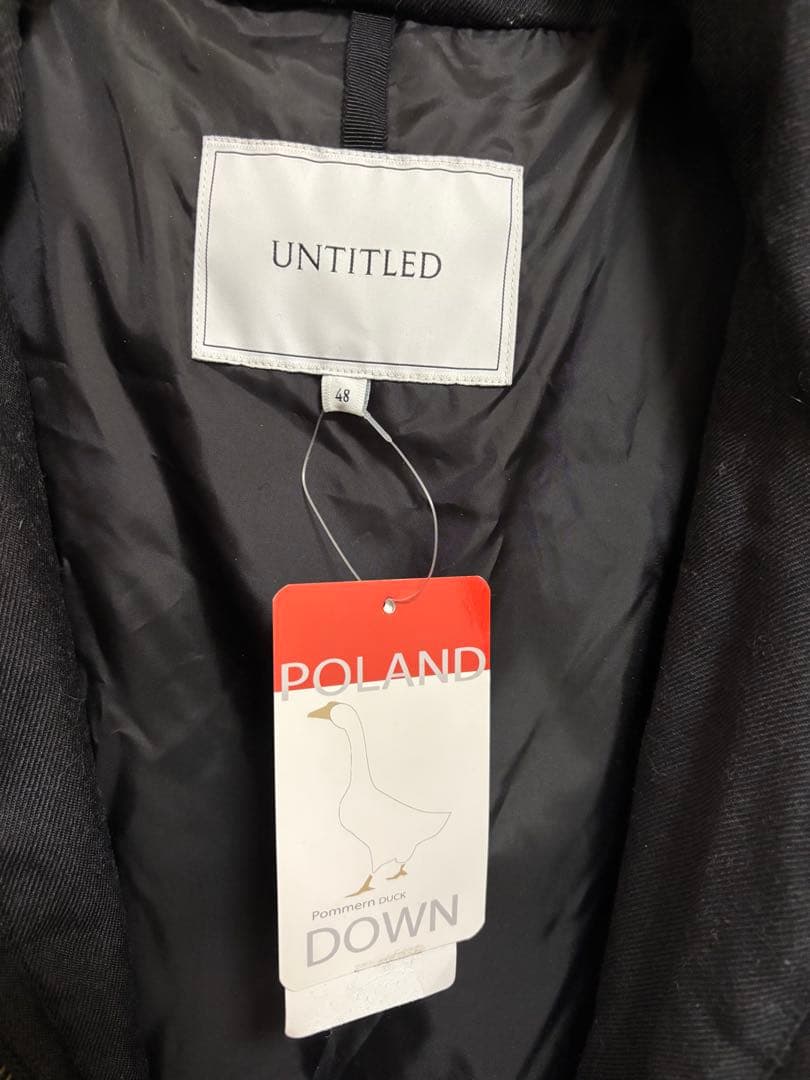 UNTITLED
48
POLAND
Pommern DUCK
DOWN